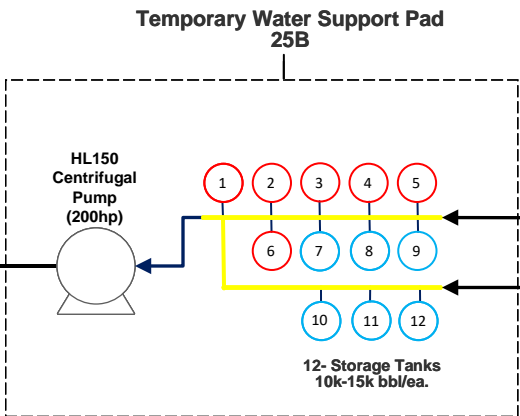 Temporary Water Support Pad
25B
HL150
Centrifugal
Pump
(200hp)
1 2 3 4 5
6 7 8 9
10 11 12
12- Storage Tanks
10k-15k bbl/ea.